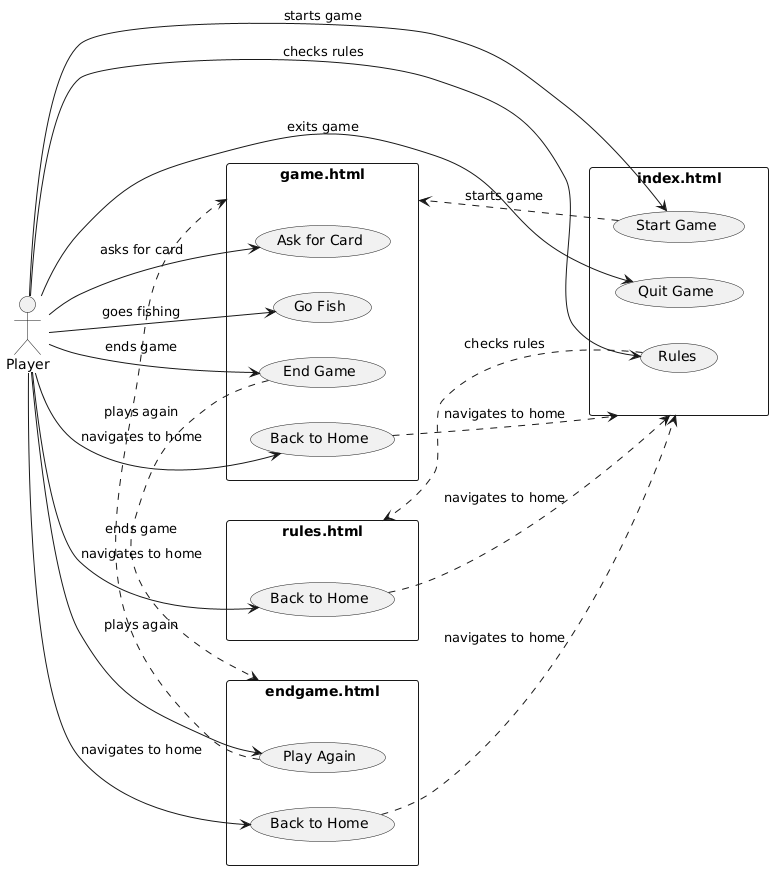 starts game
checks rules
exits game
game.html
index.html
starts game
Start Game
Ask for Card
asks for card
Quit Game
Go Fish
goes fishing
ends game
checks rules
Rules
Player
End Game
plays again
navigates to home
Back to Home
navigates to home
navigates to home
ends game
rules.html
navigates to home
Back to Home
plays again
navigates to home
endgame.html
navigates to home
Play Again
Back to Home